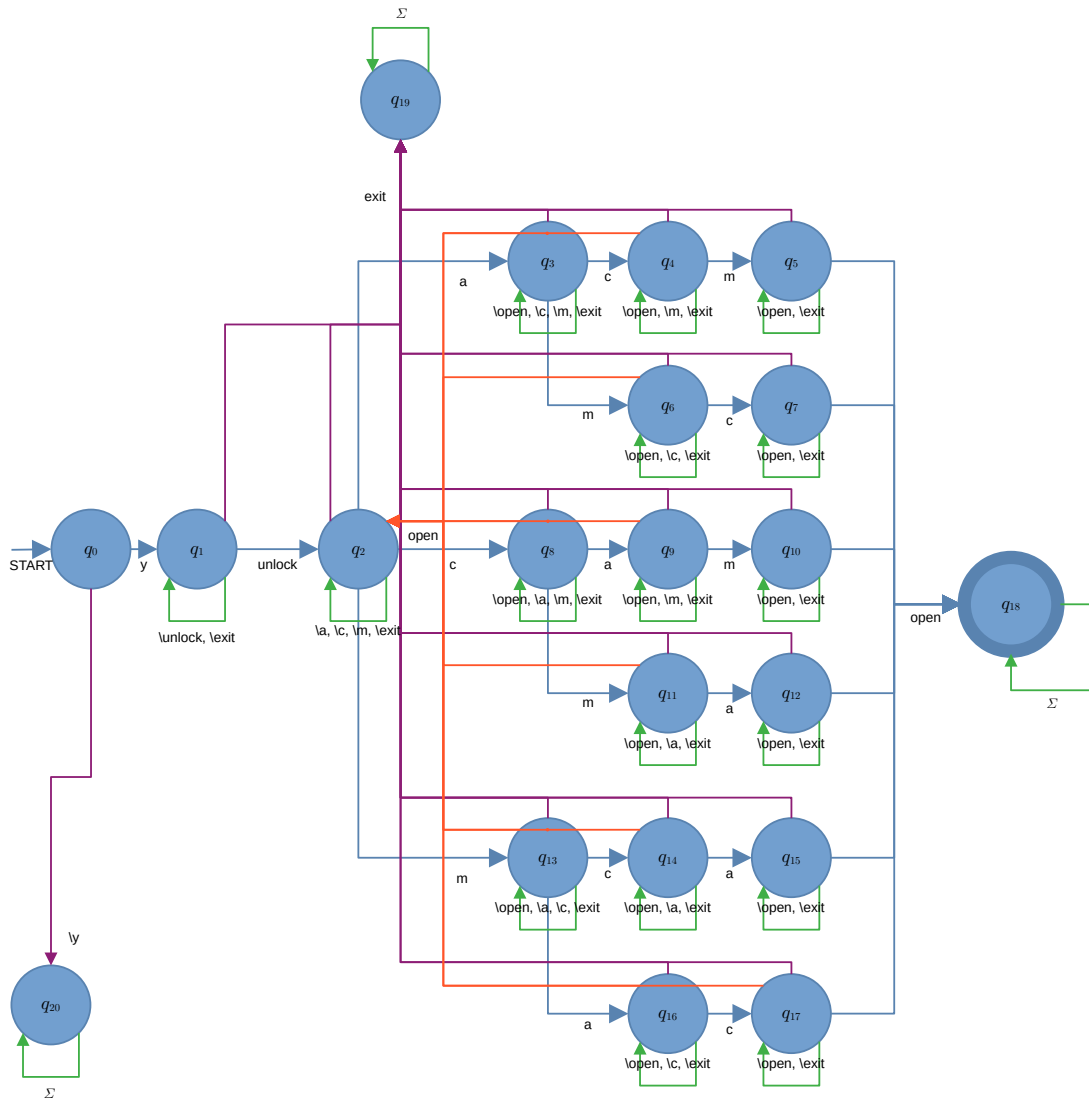 Σ
q19
exit
q3
q4
q5
a
c
m
\open, \c, \m, \exit
\open, \m, \exit
\open, \exit
q6
q7
m
c
\open, \c, \exit
\open, \exit
q0
q1
q2
q8
q9
q10
open
START
y
unlock
c
a
m
\open, \a, \m, \exit
\open, \m, \exit
\open, \exit
q18
open
\unlock, \exit
\a, \c, \m, \exit
q11
q12
m
a
Σ
\open, \a, \exit
\open, \exit
q13
q14
q15
m
c
a
\open, \a, \c, \exit
\open, \a, \exit
\open, \exit
\y
q20
q16
q17
a
c
\open, \c, \exit
\open, \exit
Σ